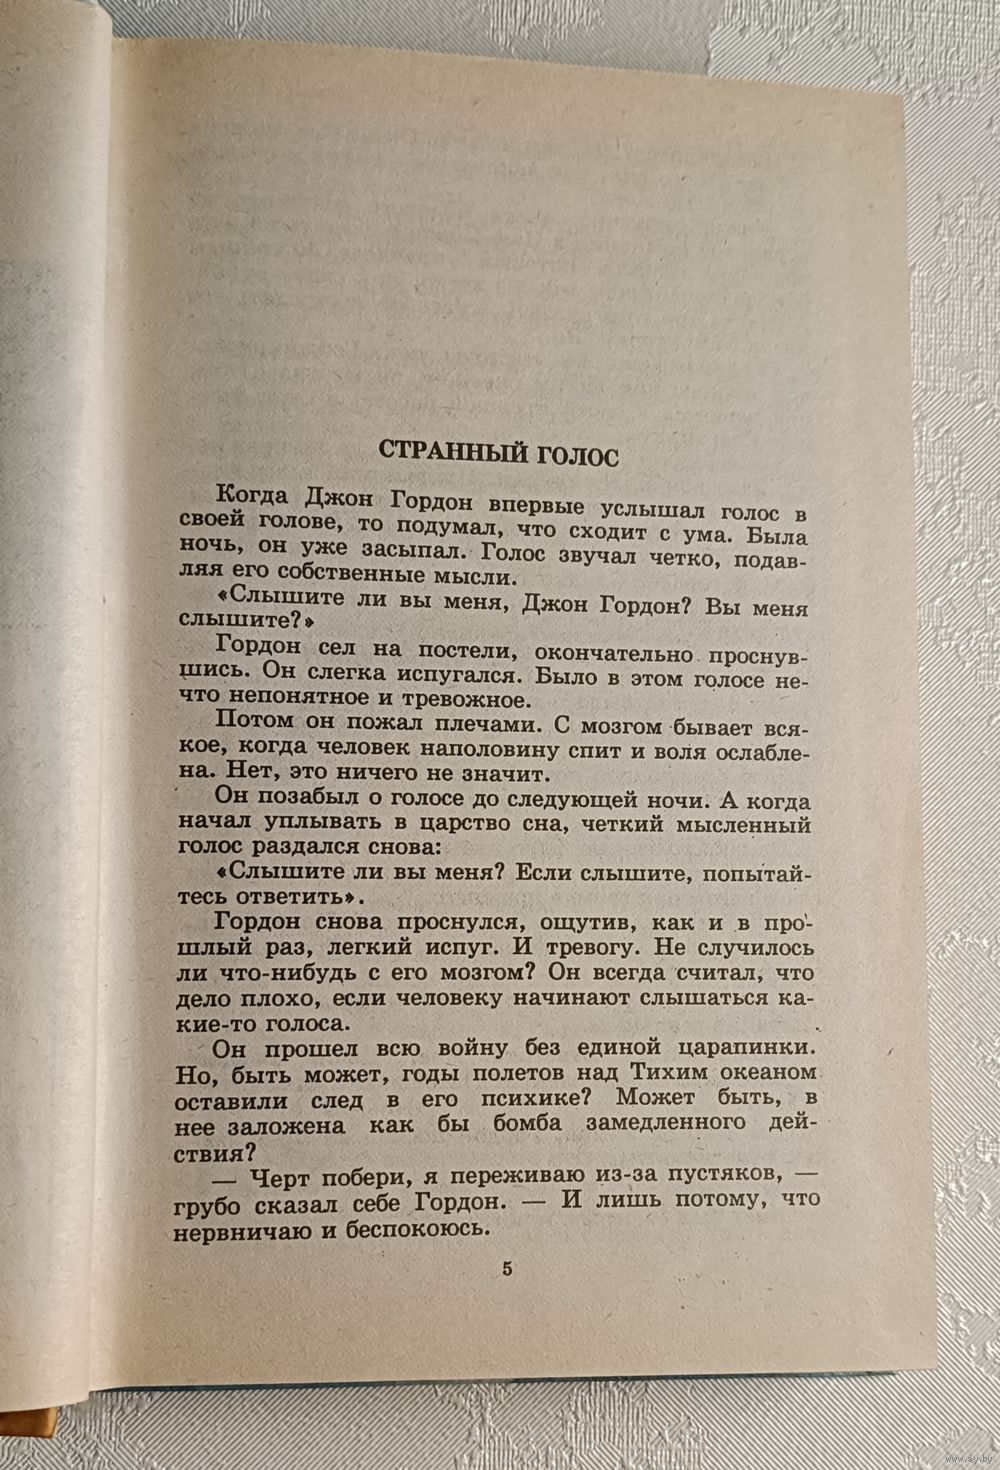 СТРАННЫЙ ГОЛОС
Когда Джон Гордон впервые услышал голос в
своей голове, то подумал, что сходит с ума. Была
ночь, он уже засыпал. Голос звучал четко, подав-
ляя его собственные мысли.
«Слышите ли вы меня, Джон Гордон? Вы меня
слышите?»
Гордон сел на постели, окончательно проснув-
шись. Он слегка испугался. Было в этом голосе не-
что непонятное и тревожное.
Потом он пожал плечами. С мозгом бывает вся-
кое, когда человек наполовину спит и воля ослабле-
на. Нет, это ничего не значит.
Он позабыл о голосе до следующей ночи. А когда
начал уплывать в царство сна, четкий мысленный
голос раздался снова:
«Слышите ли вы меня? Если слышите, попытай-
тесь ответить».
Гордон снова проснулся, ощутив, как и в про-
шлый раз, легкий испуг. И тревогу. Не случилось
ли что-нибудь с его мозгом? Он всегда считал, что
дело плохо, если человеку начинают слышаться ка-
кие-то голоса.
Он прошел всю войну без единой царапинки.
Но, быть может, годы полетов над Тихим океаном
оставили след в его психике? Может быть, в
нее заложена как бы бомба замедленного дей-
ствия?
— Черт побери, я переживаю из-за пустяков, —
грубо сказал себе Гордон. — И лишь потому, что
нервничаю и беспокоюсь.
5
www.ay.by